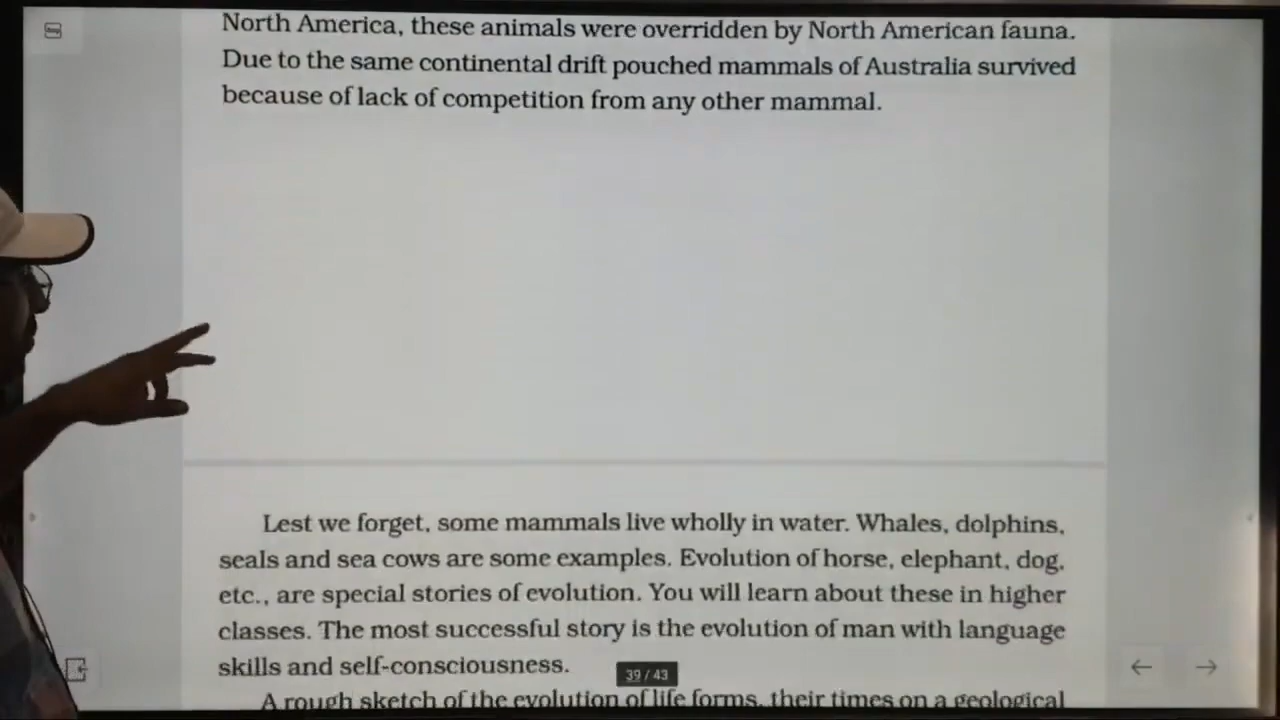 North America, these animals were overridden by North American fauna.
Due to the same continental drift pouched mammals of Australia survived
because of lack of competition from any other mammal.
Lest we forget, some mammals live wholly in water. Whales, dolphins,
seals and sea cows are some examples. Evolution of horse, elephant, dog,
etc., are special stories of evolution. You will learn about these in higher
classes. The most successful story is the evolution of man with language
skills and self-consciousness.
39 / 43
A rough sketch of the evolution of life forms, their times on a geological